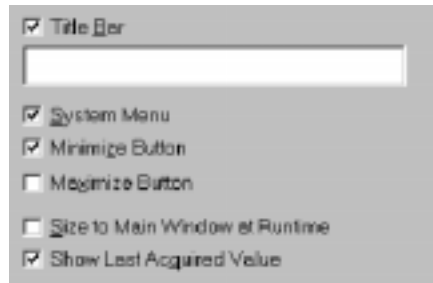 Title Bar
System Menu
Minimize Button
Maximize Button
Size to Main Window at Runtime
Show Last Acquired Value